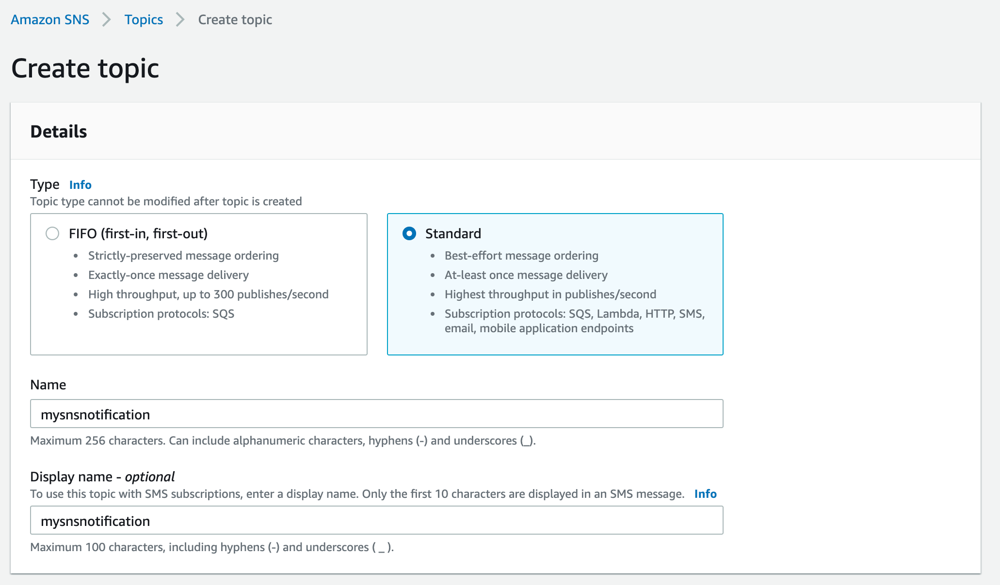 Amazon SNS > Topics > Create topic
Create topic
Details
Type Info
Topic type cannot be modified after topic is created
FIFO (first-in, first-out)
• Strictly-preserved message ordering
• Exactly-once message delivery
• High throughput, up to 300 publishes/second
• Subscription protocols: SQS
Standard
• Best-effort message ordering
• At-least once message delivery
• Highest throughput in publishes/second
• Subscription protocols: SQS, Lambda, HTTP, SMS,
email, mobile application endpoints
Name
mysnsnotification
Maximum 256 characters. Can include alphanumeric characters, hyphens (-) and underscores (_).
Display name - optional
To use this topic with SMS subscriptions, enter a display name. Only the first 10 characters are displayed in an SMS message. Info
mysnsnotification
Maximum 100 characters, including hyphens (-) and underscores ( _ ).